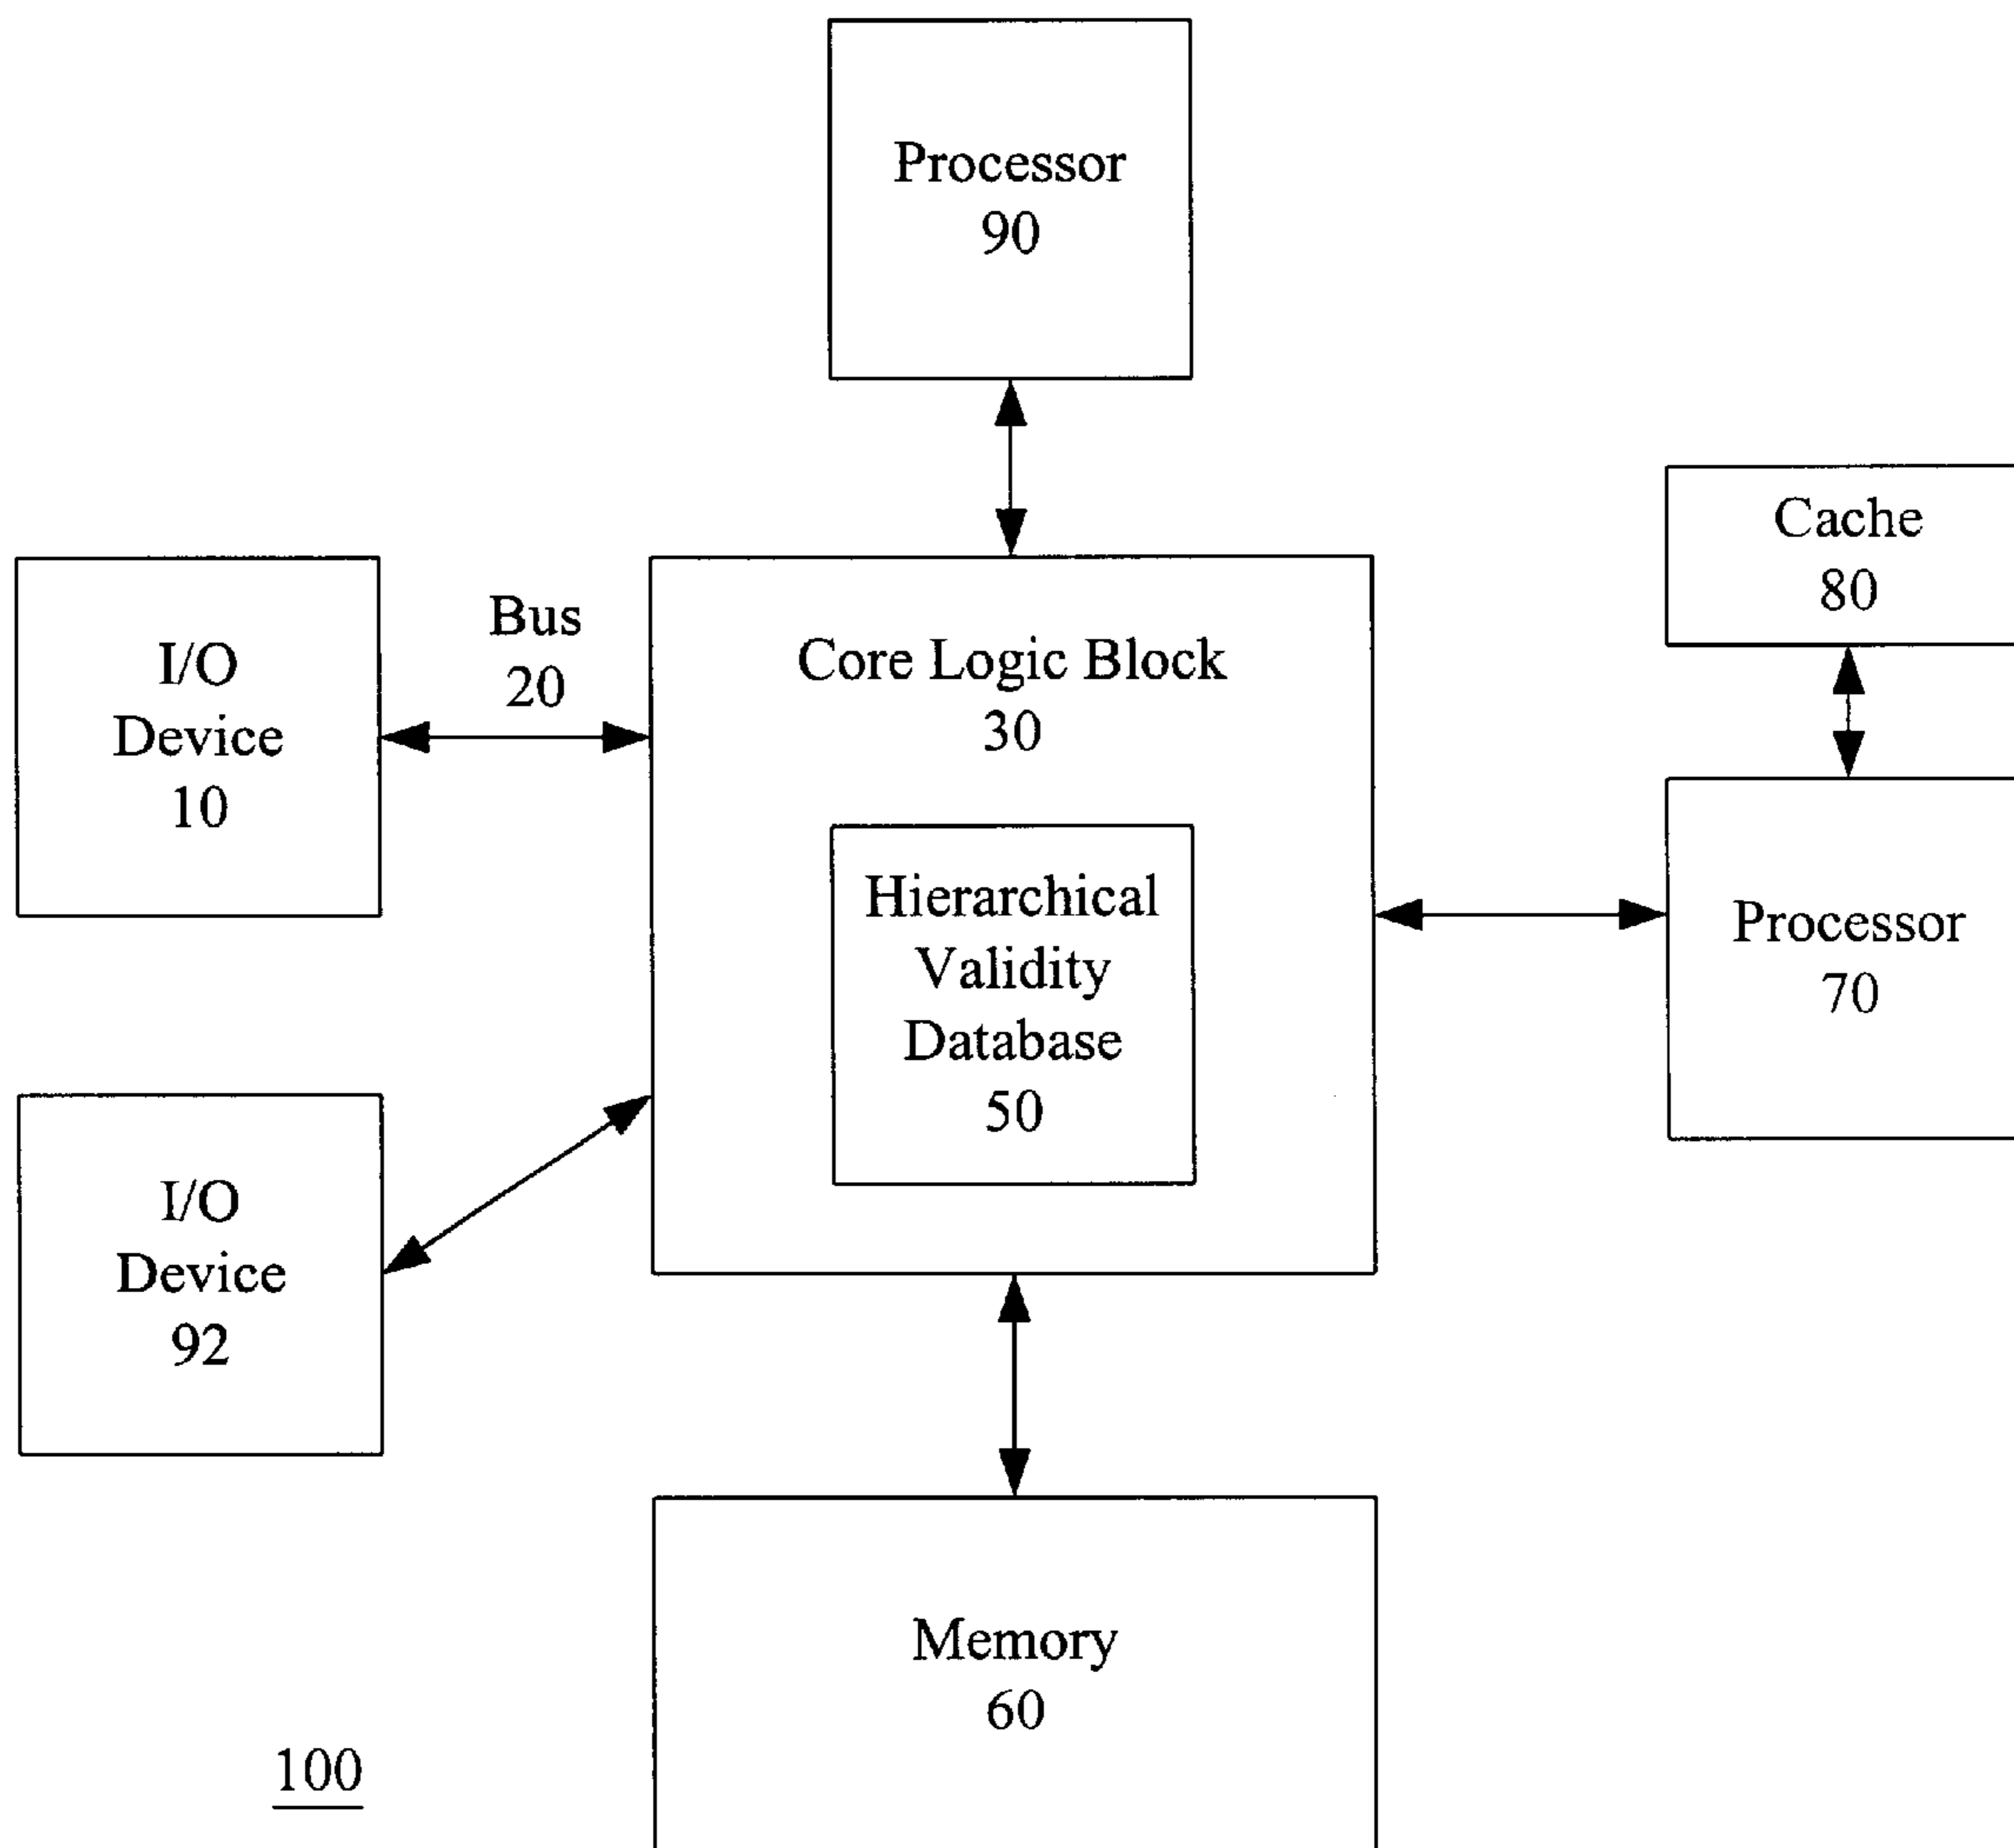 Processor
90
Cache
80
Bus
20
I/O
Device
10
Core Logic Block
30
Hierarchical
Validity
Database
50
Processor
70
I/O
Device
92
Memory
60
100